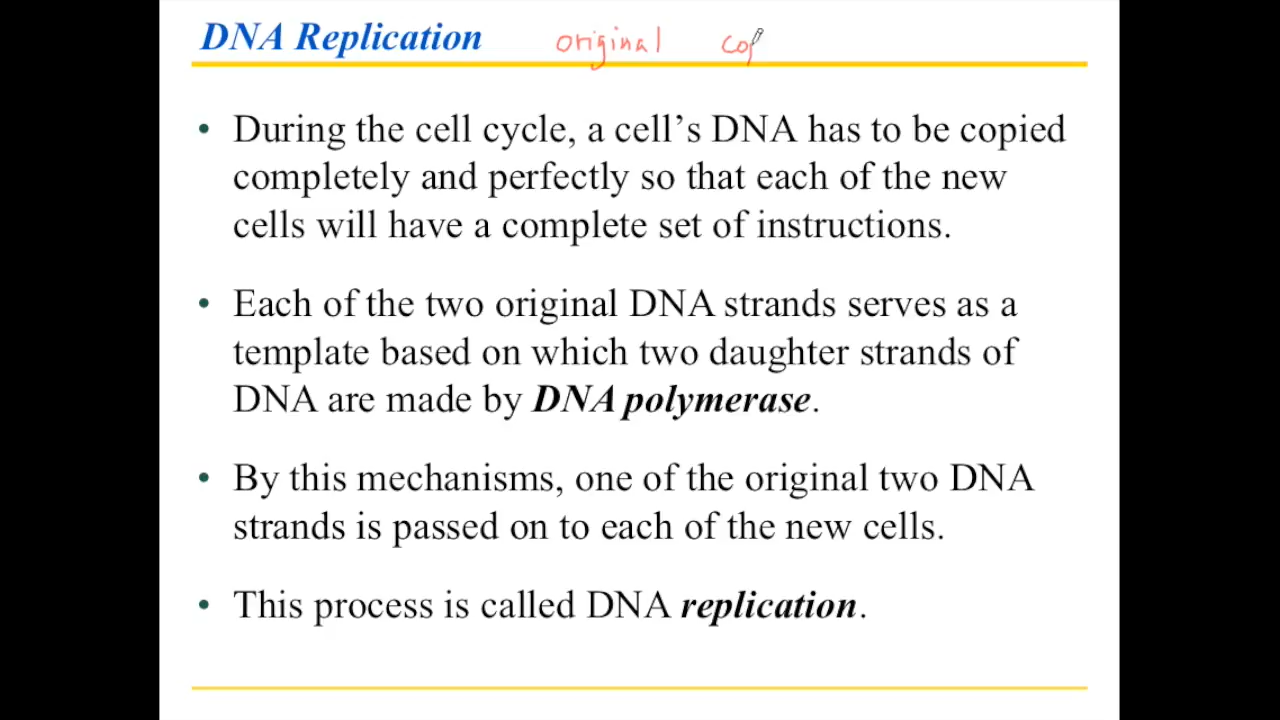 DNA Replication original cop
• During the cell cycle, a cell's DNA has to be copied
completely and perfectly so that each of the new
cells will have a complete set of instructions.
• Each of the two original DNA strands serves as a
template based on which two daughter strands of
DNA are made by DNA polymerase.
• By this mechanisms, one of the original two DNA
strands is passed on to each of the new cells.
• This process is called DNA replication.